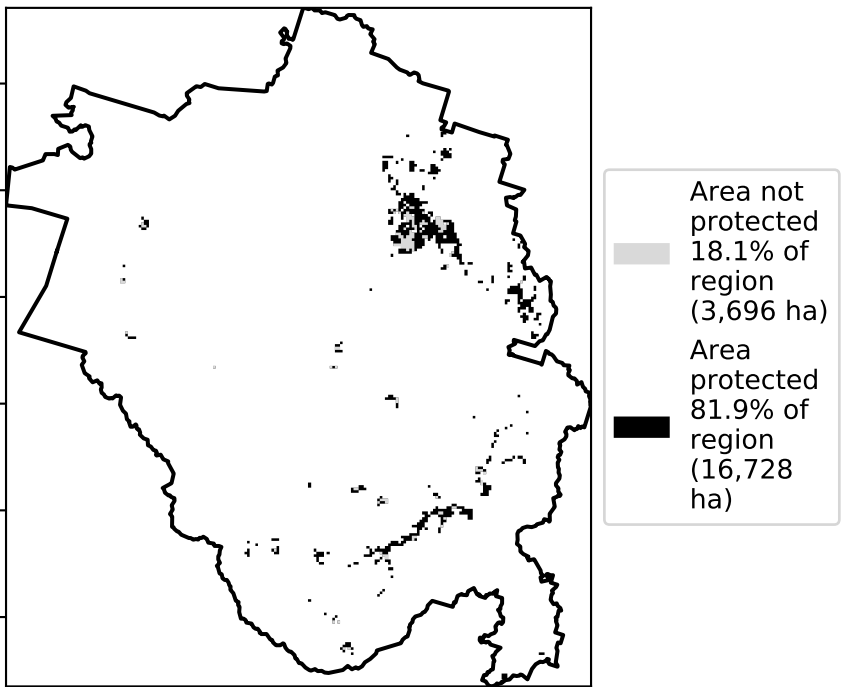 Area not
protected
18.1% of
region
(3,696 ha)
Area
protected
81.9% of
region
(16,728
ha)